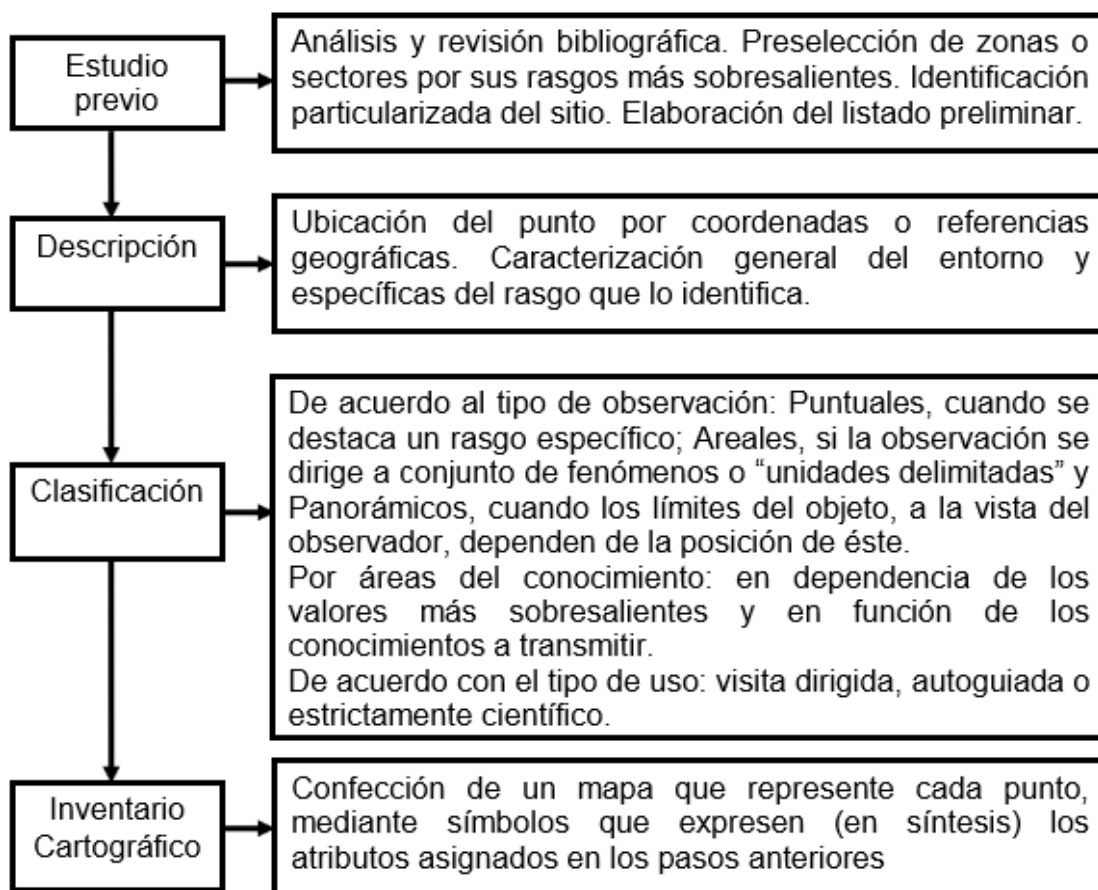 Estudio
previo
Análisis y revisión bibliográfica. Preselección de zonas o
sectores por sus rasgos más sobresalientes. Identificación
particularizada del sitio. Elaboración del listado preliminar.
Descripción
Ubicación del punto por coordenadas o referencias
geográficas. Caracterización general del entorno y
específicas del rasgo que lo identifica.
Clasificación
De acuerdo al tipo de observación: Puntuales, cuando se
destaca un rasgo específico; Areales, si la observación se
dirige a conjunto de fenómenos o “unidades delimitadas” y
Panorámicos, cuando los límites del objeto, a la vista del
observador, dependen de la posición de éste.
Por áreas del conocimiento: en dependencia de los
valores más sobresalientes y en función de los
conocimientos a transmitir.
De acuerdo con el tipo de uso: visita dirigida, autoguiada o
estrictamente científico.
Inventario
Cartográfico
Confección de un mapa que represente cada punto,
mediante símbolos que expresen (en síntesis) los
atributos asignados en los pasos anteriores